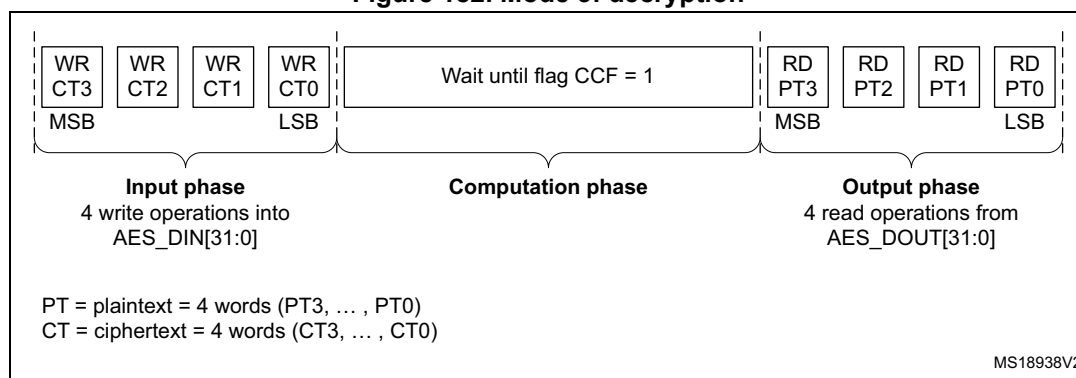 Figure Mode of decryption
WR WR WR WR Wait until flag CCF = 1 RD RD RD RD
CT3 CT2 CT1 CT0 PT3 PT2 PT1 PT0
MSB LSB MSB LSB
Input phase Computation phase Output phase
4 write operations into 4 read operations from
AES_DIN[31:0] AES_DOUT[31:0]
PT = plaintext = 4 words (PT3, … , PT0)
CT = ciphertext = 4 words (CT3, … , CT0)
MS18938V2